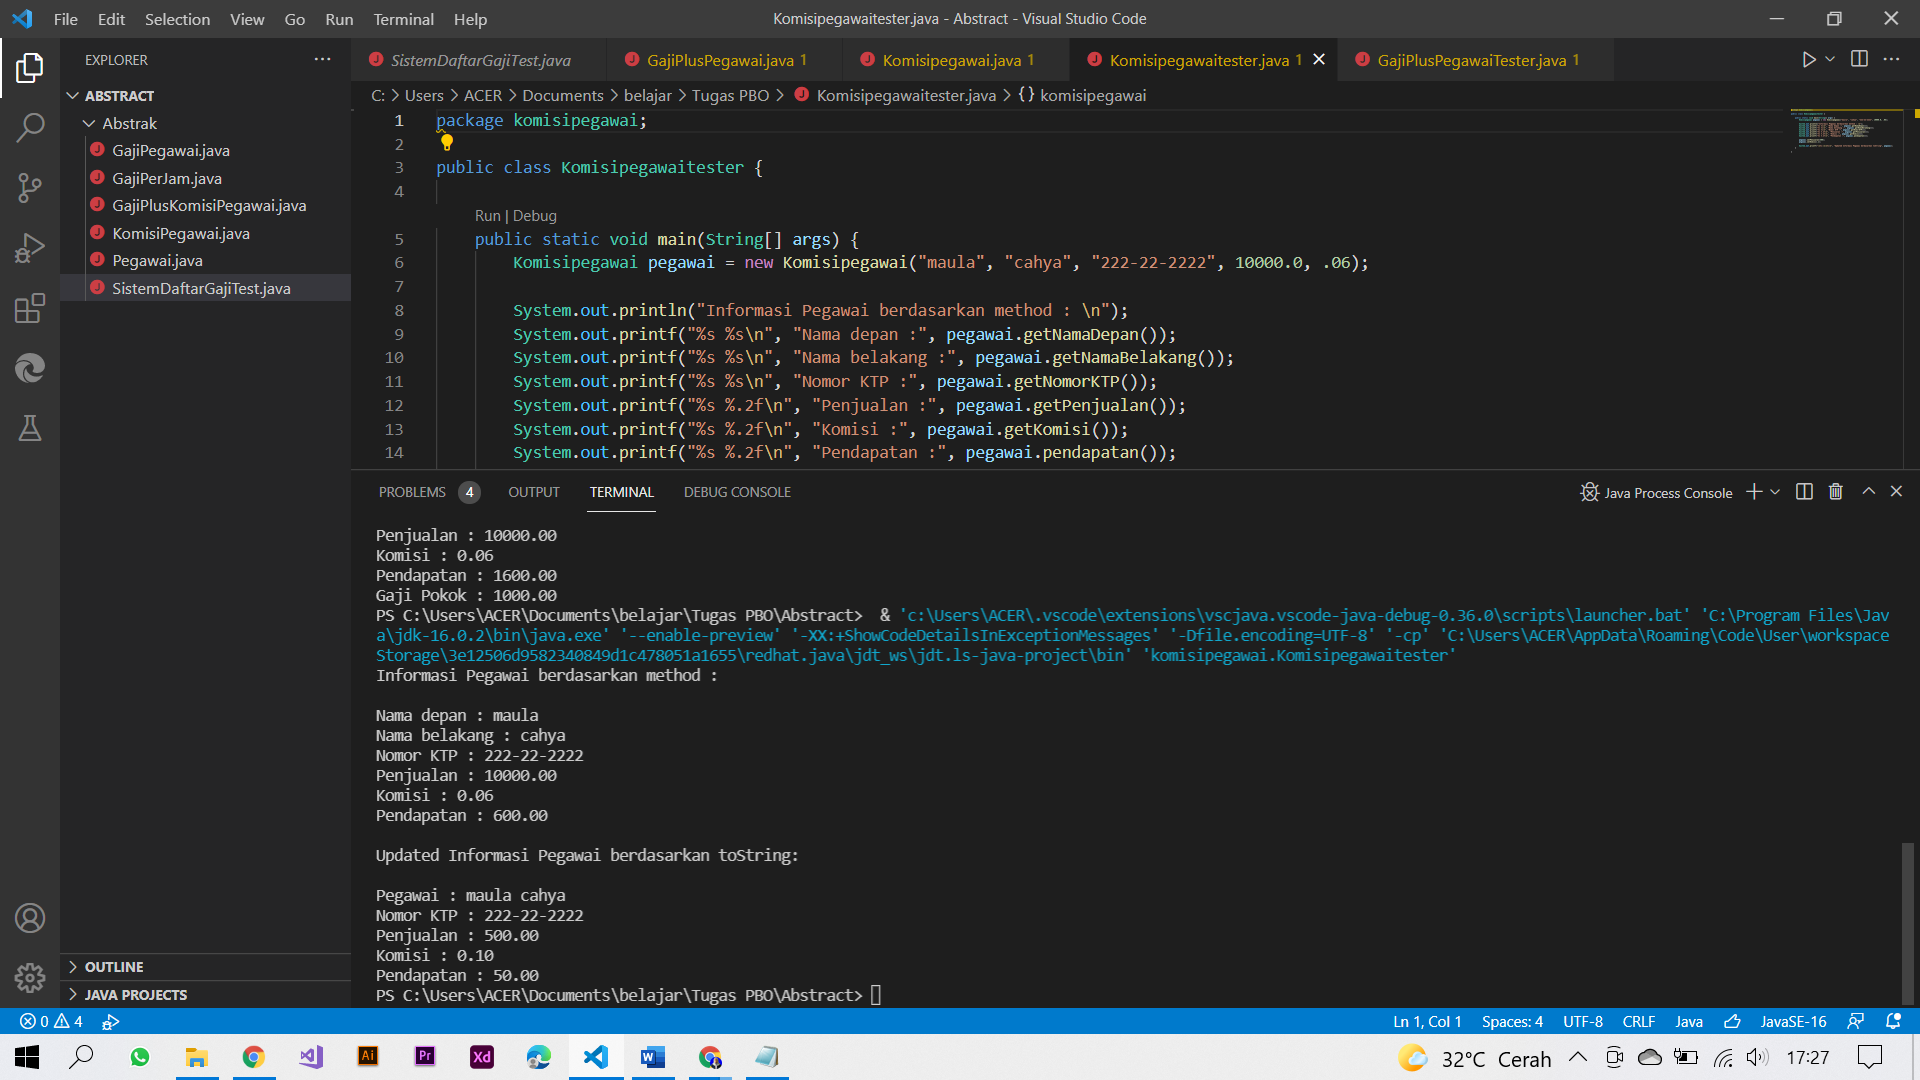 File Edit Selection View Go Run Terminal Help
Komisipegawaitester.java - Abstract - Visual Studio Code
EXPLORER
ABSTRACT
Abstrak
GajiPegawai.java
GajiPerJam.java
GajiPlusKomisiPegawai.java
KomisiPegawai.java
Pegawai.java
SistemDaftarGajiTest.java
OUTLINE
JAVA PROJECTS
SistemDaftarGajiTest.java
GajiPlusPegawai.java 1
Komisipegawai.java 1
Komisipegawaitester.java 1
GajiPlusPegawaiTester.java 1
C: > Users > ACER > Documents > belajar > Tugas PBO > Komisipegawaitester.java > {} komisipegawai
1 package komisipegawai;
2
3 public class Komisipegawaitester {
4
Run | Debug
5 public static void main(String[] args) {
6 Komisipegawai pegawai = new Komisipegawai("maula", "cahya", "222-22-2222", 10000.0, .06);
7
8 System.out.println("Informasi Pegawai berdasarkan method : \n");
9 System.out.printf("%s %s\n", "Nama depan :", pegawai.getNamaDepan());
10 System.out.printf("%s %s\n", "Nama belakang :", pegawai.getNamaBelakang());
11 System.out.printf("%s %s\n", "Nomor KTP :", pegawai.getNomorKTP());
12 System.out.printf("%s %.2f\n", "Penjualan :", pegawai.getPenjualan());
13 System.out.printf("%s %.2f\n", "Komisi :", pegawai.getKomisi());
14 System.out.printf("%s %.2f\n", "Pendapatan :", pegawai.pendapatan());
PROBLEMS 4 OUTPUT TERMINAL DEBUG CONSOLE
Java Process Console
Penjualan : 10000.00
Komisi : 0.06
Pendapatan : 1600.00
Gaji Pokok : 1000.00
PS C:\Users\ACER\Documents\belajar\Tugas PBO\Abstract> & 'c:\Users\ACER\.vscode\extensions\vscjava.vscode-java-debug-0.36.0\scripts\launcher.bat' 'C:\Program Files\Jav
a\jdk-16.0.2\bin\java.exe' '--enable-preview' '-XX:+ShowCodeDetailsInExceptionMessages' '-Dfile.encoding=UTF-8' '-cp' 'C:\Users\ACER\AppData\Roaming\Code\User\workspace
Storage\3e12506d9582340849d1c478051a1655\redhat.java\jdt_ws\jdt.ls-java-project\bin' 'komisipegawai.Komisipegawaitester'
Informasi Pegawai berdasarkan method :
Nama depan : maula
Nama belakang : cahya
Nomor KTP : 222-22-2222
Penjualan : 10000.00
Komisi : 0.06
Pendapatan : 600.00
Updated Informasi Pegawai berdasarkan toString:
Pegawai : maula cahya
Nomor KTP : 222-22-2222
Penjualan : 500.00
Komisi : 0.10
Pendapatan : 50.00
PS C:\Users\ACER\Documents\belajar\Tugas PBO\Abstract>
0 4
Ln 1, Col 1 Spaces: 4 UTF-8 CRLF Java JavaSE-16
Ai Pr Xd
32°C Cerah
17:27